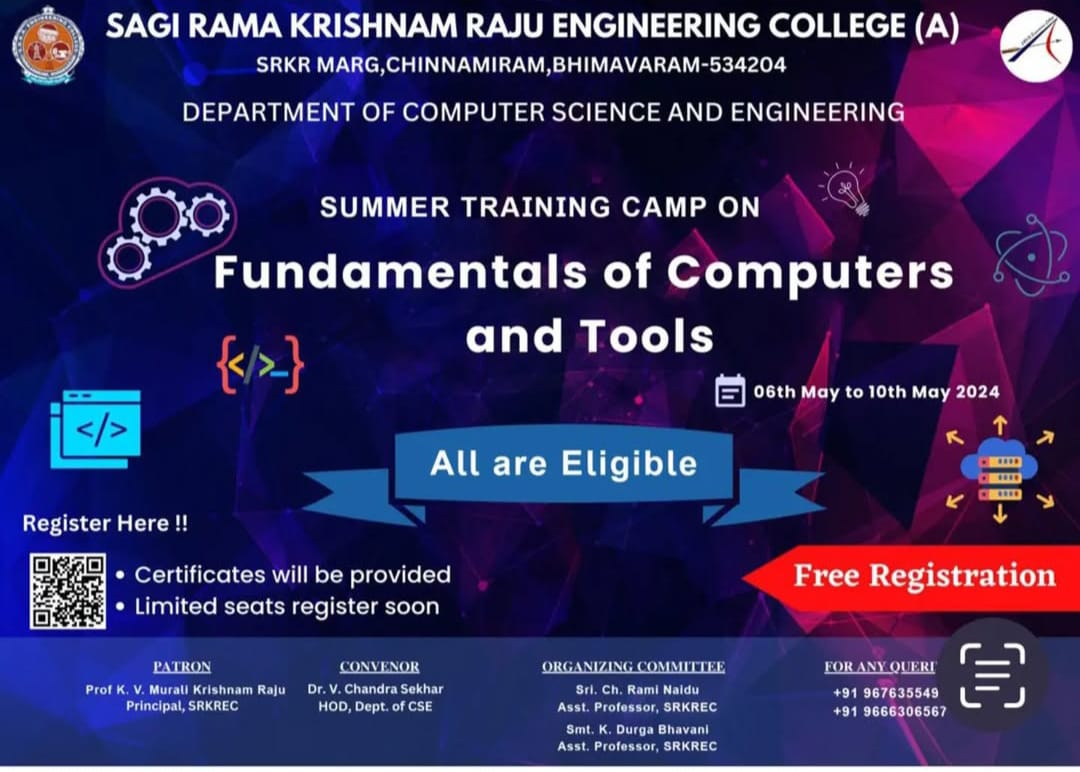 SAGI RAMA KRISHNAM RAJU ENGINEERING COLLEGE (A)
SRKR MARG,CHINNAMIRAM,BHIMAVARAM-534204
DEPARTMENT OF COMPUTER SCIENCE AND ENGINEERING
SUMMER TRAINING CAMP ON
Fundamentals of Computers
and Tools
06th May to 10th May 2024
All are Eligible
Register Here !!
• Certificates will be provided
• Limited seats register soon
Free Registration
PATRON
Prof K. V. Murali Krishnam Raju
Principal, SRKREC
CONVENOR
Dr. V. Chandra Sekhar
HOD, Dept. of CSE
ORGANIZING COMMITTEE
Sri. Ch. Rami Naidu
Asst. Professor, SRKREC
Smt. K. Durga Bhavani
Asst. Professor, SRKREC
FOR ANY QUERI
+91 967635549
+91 9666306567